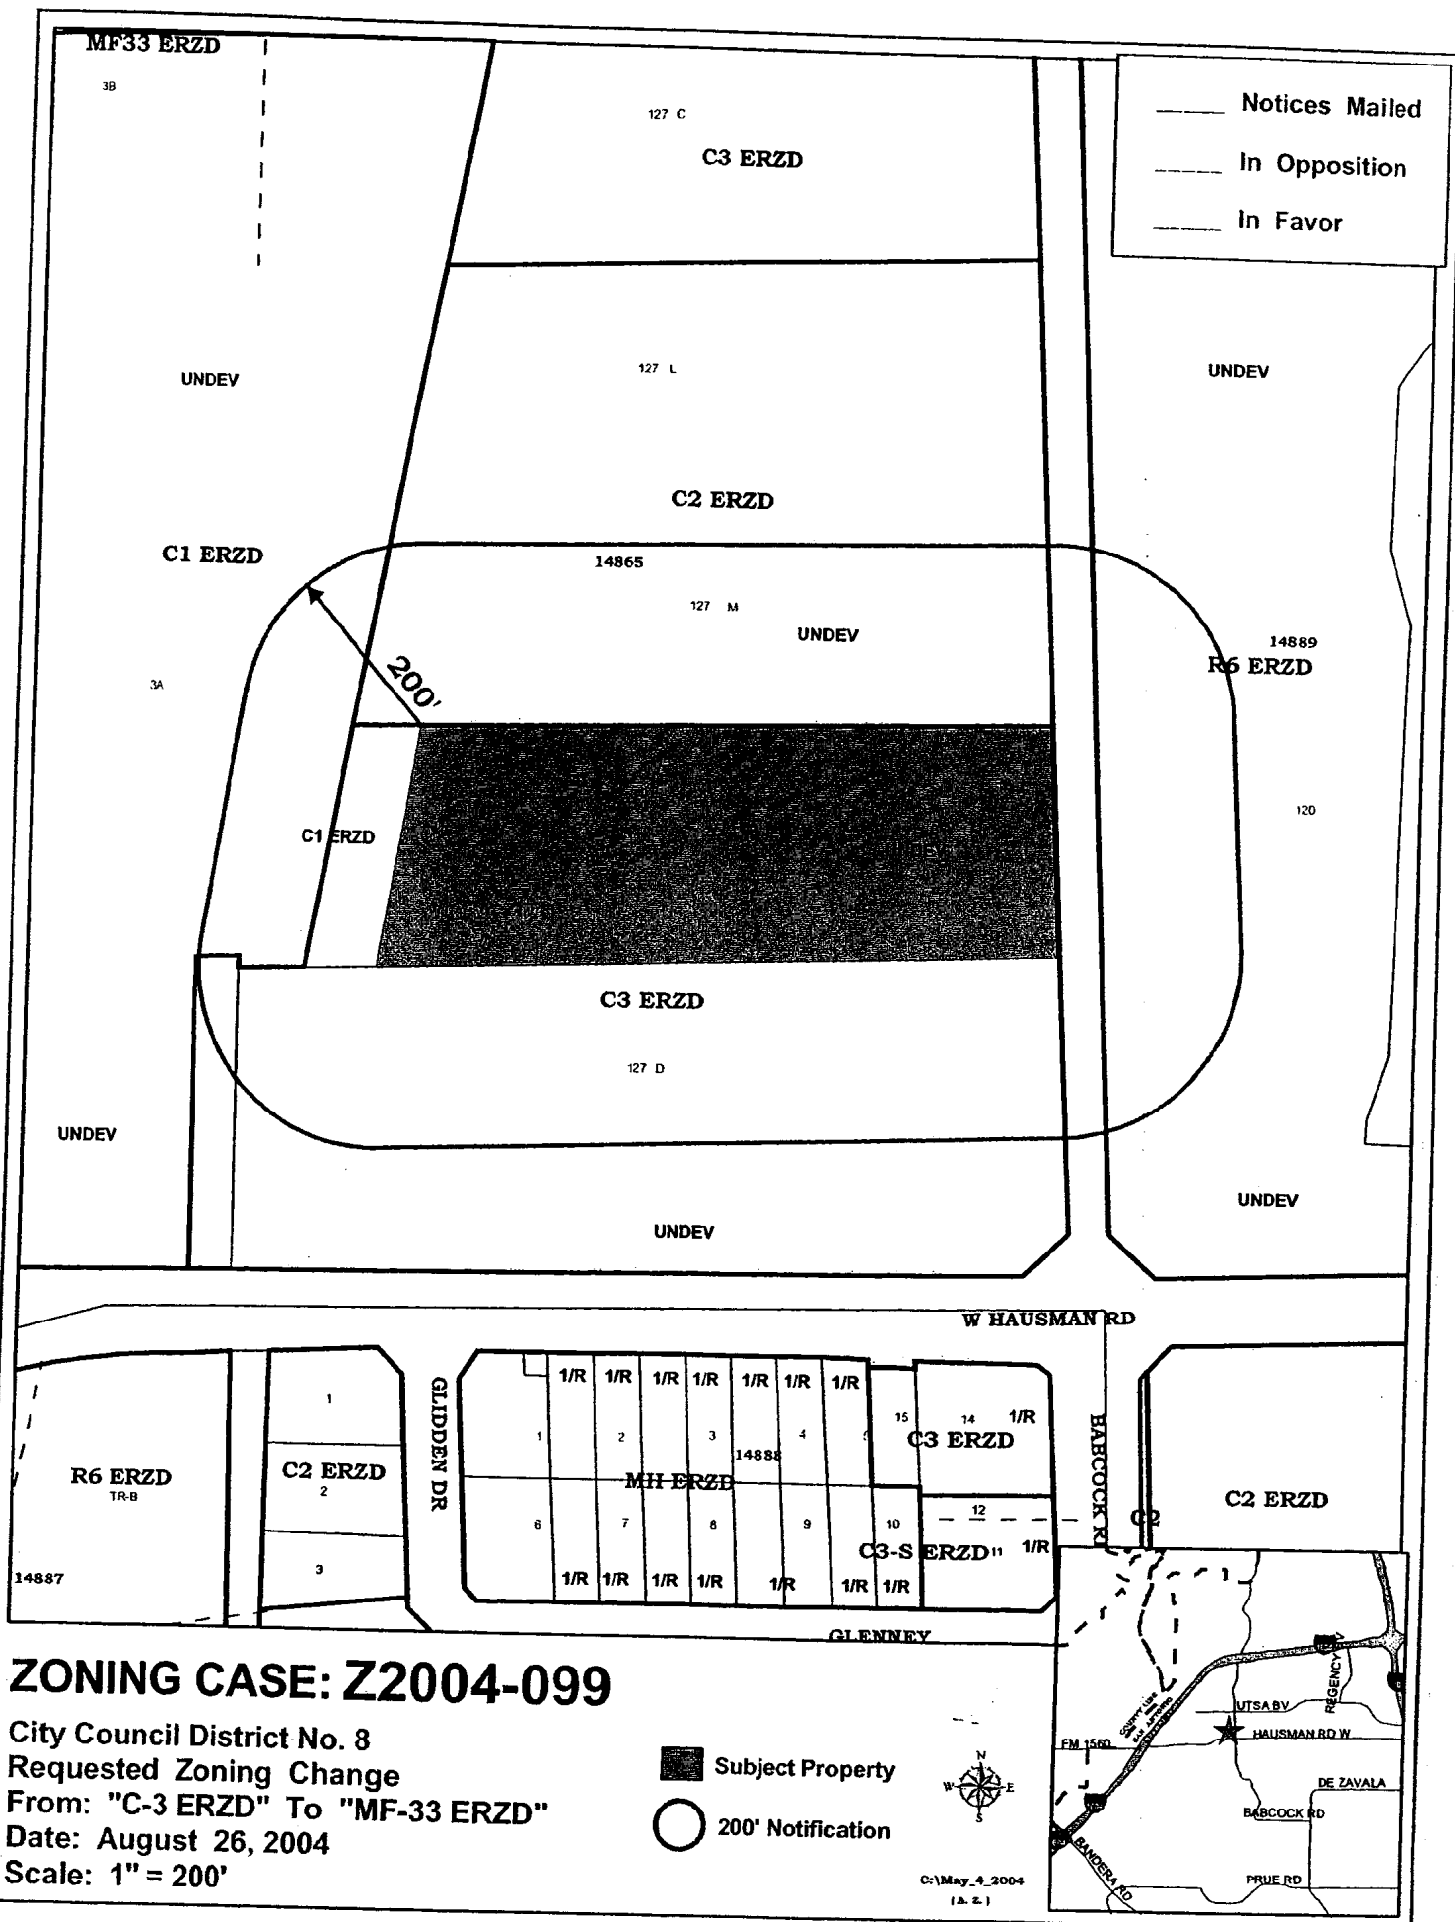 MF33 ERZD
3B
127 C
C3 ERZD
Notices Mailed
In Opposition
In Favor
UNDEV
127 L
UNDEV
C2 ERZD
C1 ERZD
14865
127 M
UNDEV
14889
R6 ERZD
3A
200'
C1 ERZD
120
C3 ERZD
127 D
UNDEV
UNDEV
UNDEV
W HAUSMAN RD
1/R 1/R 1/R 1/R 1/R 1/R 1/R
1
GLIDDEN DR
15 14 1/R
1 2 3 4 5
C3 ERZD
BABCOCK
14888
R6 ERZD
TR-B
C2 ERZD
2
MH ERZD
C2 ERZD
C2
6 7 8 9 10 12
C3-S ERZD 11 1/R
3
14887
1/R 1/R 1/R 1/R 1/R 1/R 1/R
GLENNEY
ZONING CASE: Z2004-099
City Council District No. 8
Requested Zoning Change
From: "C-3 ERZD" To "MF-33 ERZD"
Date: August 26, 2004
Scale: 1" = 200'
Subject Property
200' Notification
N
W E
S
C:\May_4_2004
(A. Z.)
REGENCY
UTSA BV
FM 1560
HAUSMAN RD W
DE ZAVALA
BABCOCK RD
BANDERA RD
PRUE RD